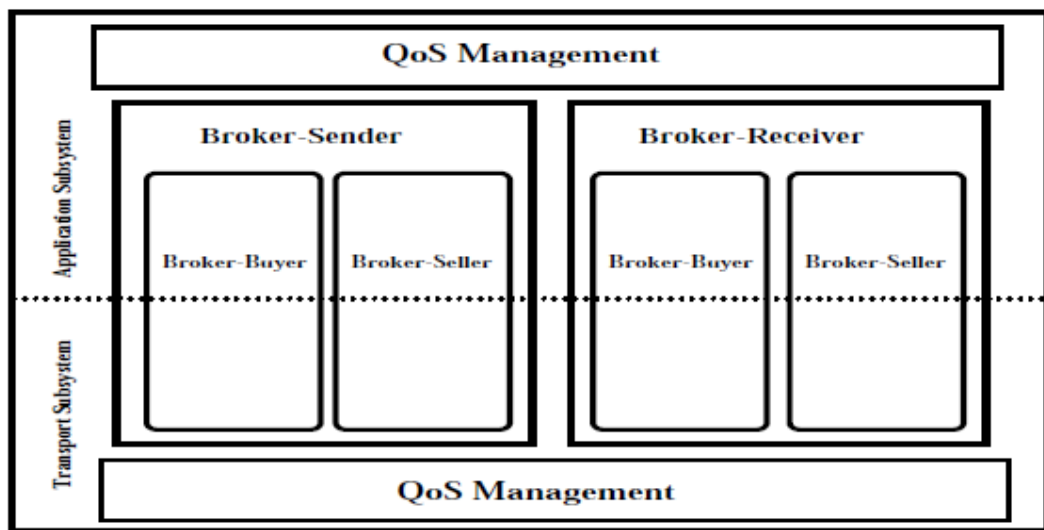 QoS Management
Application Subsystem
Broker-Sender
Broker-Receiver
Broker-Buyer
Broker-Seller
Broker-Buyer
Broker-Seller
Transport Subsystem
QoS Management